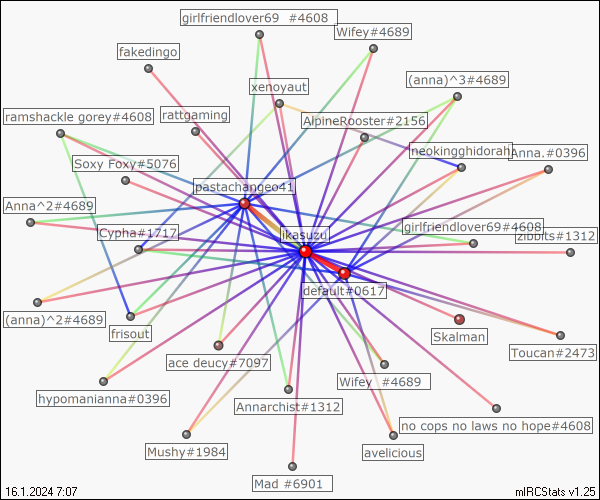 girlfriendlover69 #4608
Wifey#4689
fakedingo
(anna)^3#4689
xenoyaut
ramshackle gorey#4608
rattgaming
AlpineRooster#2156
neokingghidorah
Anna.#0396
Soxy Foxy#5076
pastachangeo41
Anna^2#4689
Cypha#1717
ikasuzu
girlfriendlover69#4608
zibbits#1312
default#0617
(anna)^2#4689
frisout
Skalman
Toucan#2473
ace deucy#7097
Wifey #4689
hypomanianna#0396
Annarchist#1312
no cops no laws no hope#4608
Mushy#1984
avelicious
Mad #6901
16.1.2024 7:07
mIRCStats v1.25